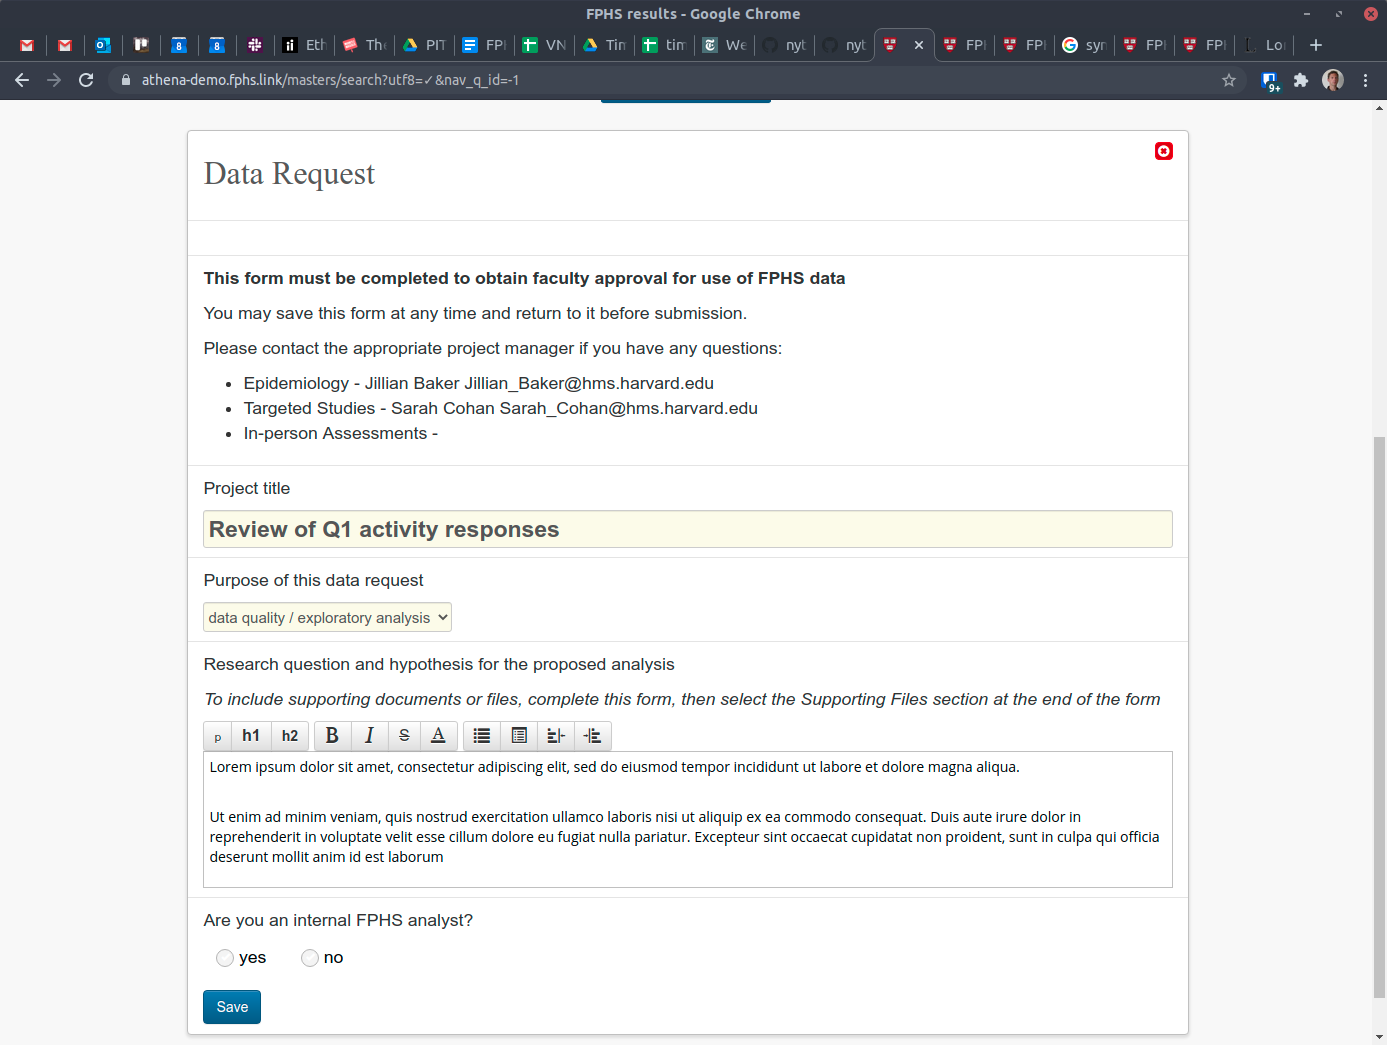 FPHS results - Google Chrome
8 8 Eth The PIT FPI VN Tim tim We nyt nyt FPI FPI syn FPI FPI Lo
athena-demo.fphs.link/masters/search?utf8=✓&nav_q_id=-1 9+
Data Request
This form must be completed to obtain faculty approval for use of FPHS data
You may save this form at any time and return to it before submission.
Please contact the appropriate project manager if you have any questions:
• Epidemiology - Jillian Baker Jillian_Baker@hms.harvard.edu
• Targeted Studies - Sarah Cohan Sarah_Cohan@hms.harvard.edu
• In-person Assessments -
Project title
Review of Q1 activity responses
Purpose of this data request
data quality / exploratory analysis
Research question and hypothesis for the proposed analysis
To include supporting documents or files, complete this form, then select the Supporting Files section at the end of the form
p h1 h2 B I S A
Lorem ipsum dolor sit amet, consectetur adipiscing elit, sed do eiusmod tempor incididunt ut labore et dolore magna aliqua.
Ut enim ad minim veniam, quis nostrud exercitation ullamco laboris nisi ut aliquip ex ea commodo consequat. Duis aute irure dolor in
reprehenderit in voluptate velit esse cillum dolore eu fugiat nulla pariatur. Excepteur sint occaecat cupidatat non proident, sunt in culpa qui officia
deserunt mollit anim id est laborum
Are you an internal FPHS analyst?
yes no
Save